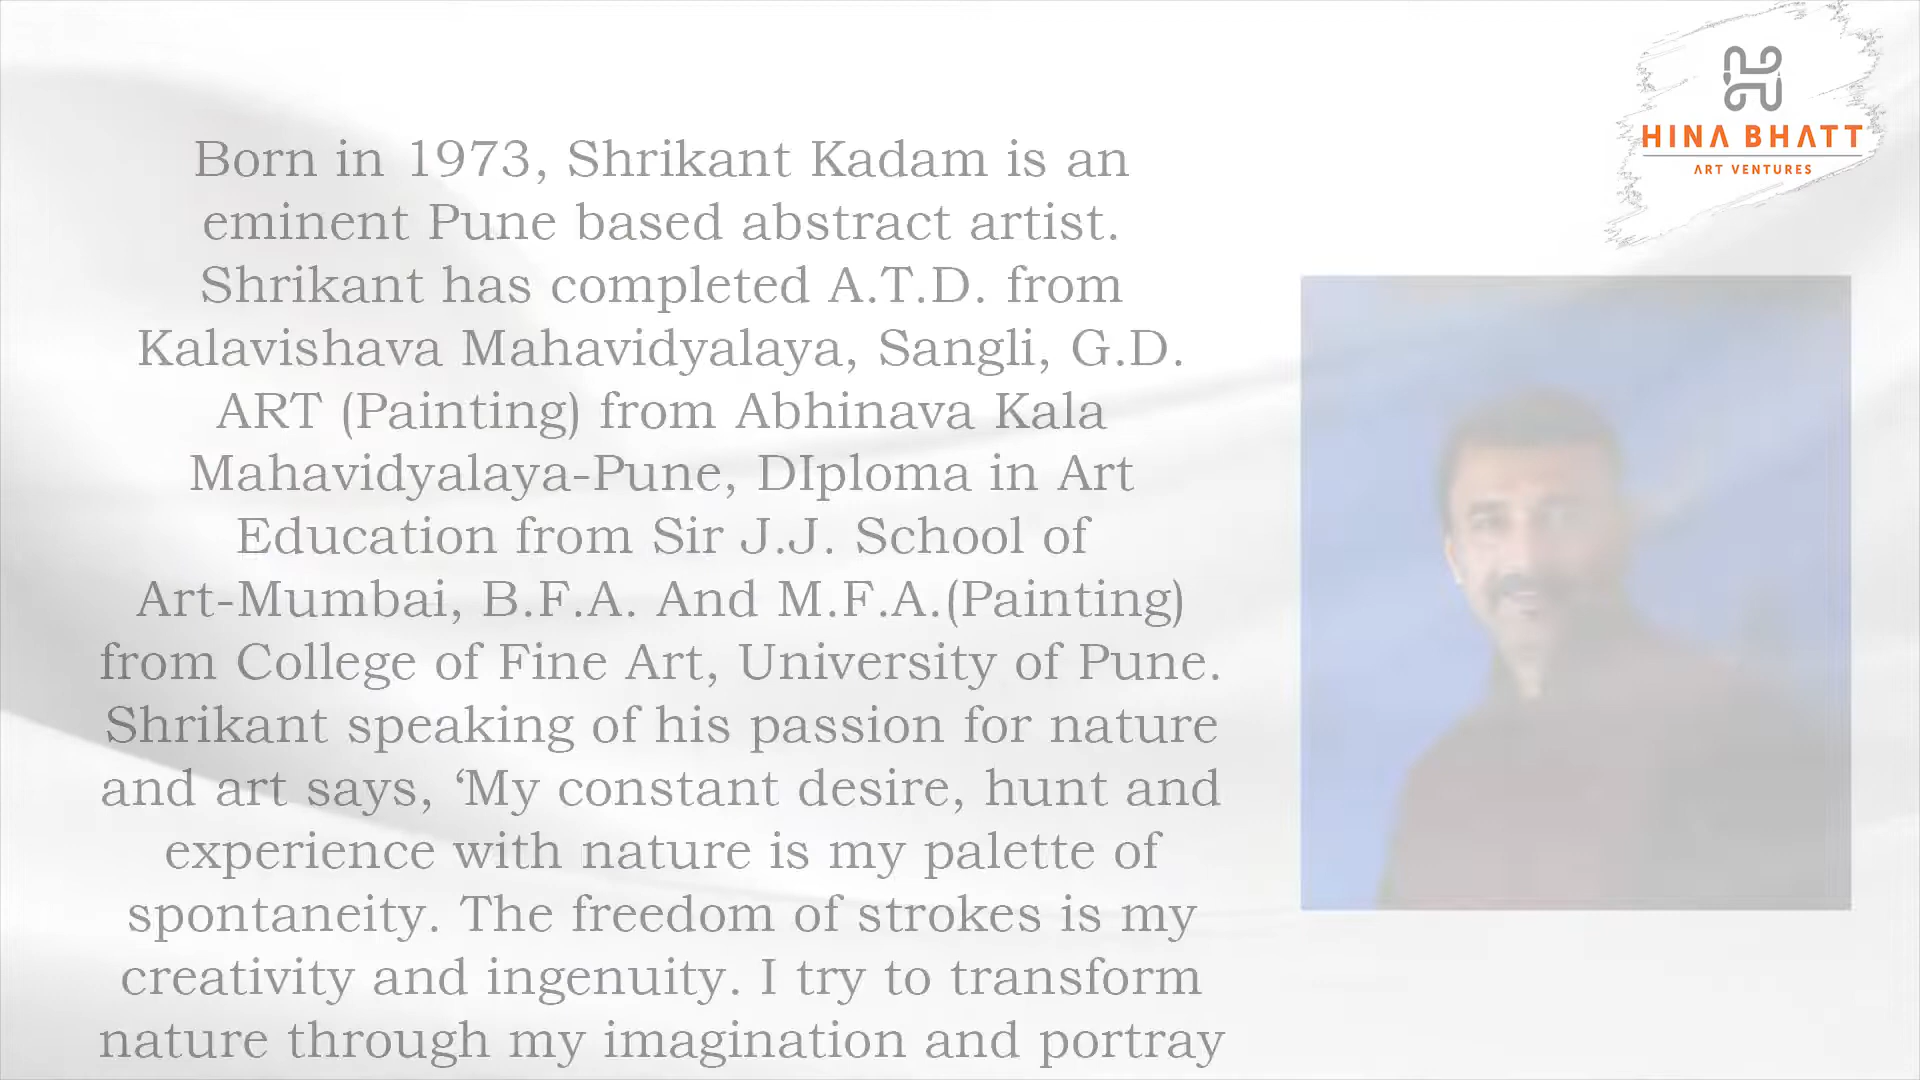 HINA BHATT
ART VENTURES
Born in 1973, Shrikant Kadam is an
eminent Pune based abstract artist.
Shrikant has completed A.T.D. from
Kalavishava Mahavidyalaya, Sangli, G.D.
ART (Painting) from Abhinava Kala
Mahavidyalaya-Pune, DIploma in Art
Education from Sir J.J. School of
Art-Mumbai, B.F.A. And M.F.A.(Painting)
from College of Fine Art, University of Pune.
Shrikant speaking of his passion for nature
and art says, ‘My constant desire, hunt and
experience with nature is my palette of
spontaneity. The freedom of strokes is my
creativity and ingenuity. I try to transform
nature through my imagination and portray